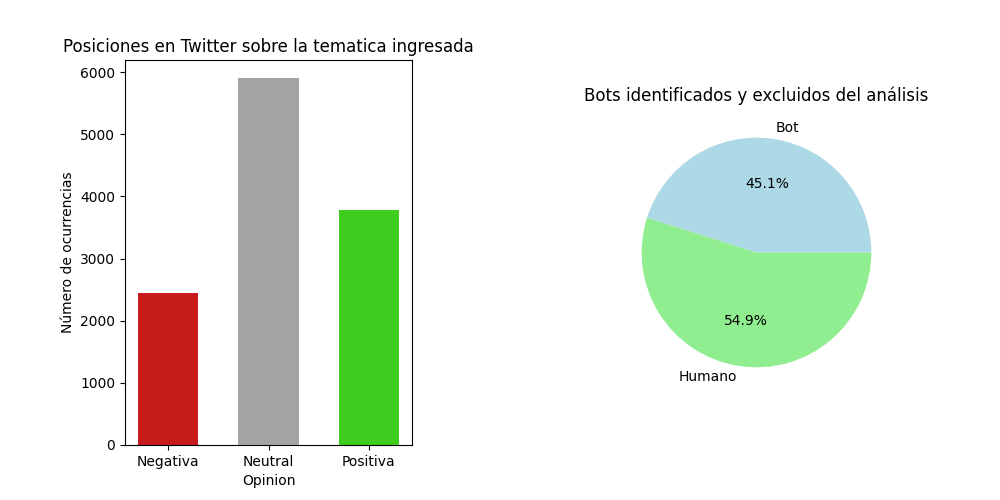 Posiciones en Twitter sobre la tematica ingresada
6000
5000
4000
3000
2000
1000
0
Número de ocurrencias
Negativa
Neutral
Positiva
Opinion
Bots identificados y excluidos del análisis
Bot
45.1%
54.9%
Humano